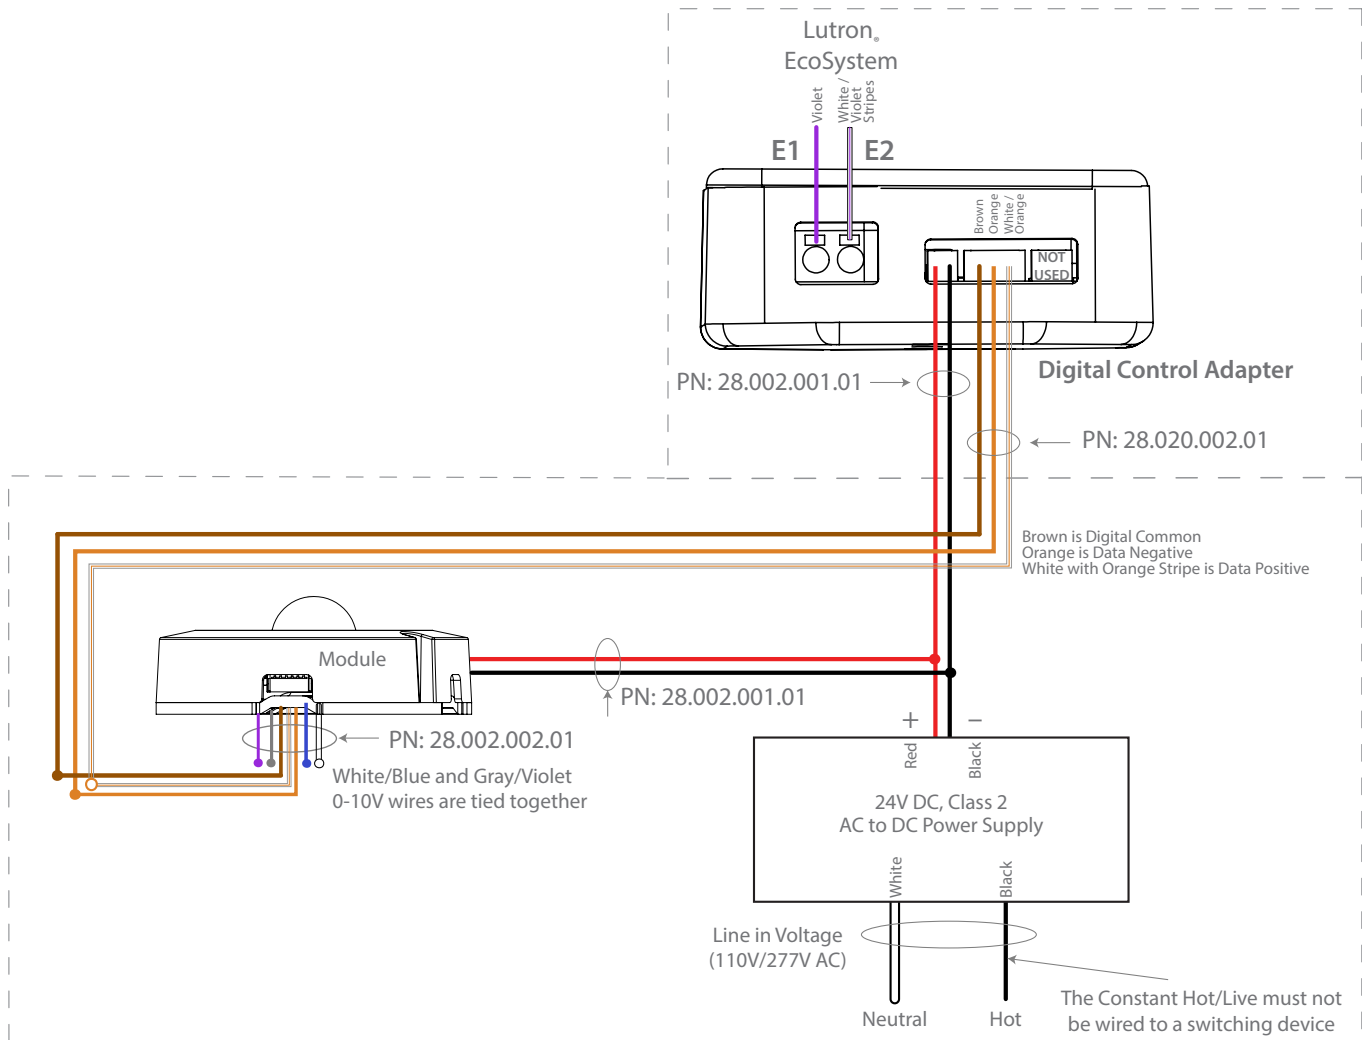 Lutron®
EcoSystem
Violet
White /
Violet
Stripes
E1
E2
Brown
Orange
White /
Orange
NOT
USED
Digital Control Adapter
PN: 28.002.001.01
PN: 28.020.002.01
Brown is Digital Common
Orange is Data Negative
White with Orange Stripe is Data Positive
Module
PN: 28.002.001.01
PN: 28.002.002.01
White/Blue and Gray/Violet
0-10V wires are tied together
+
−
Red
Black
24V DC, Class 2
AC to DC Power Supply
White
Black
Line in Voltage
(110V/277V AC)
Neutral
Hot
The Constant Hot/Live must not
be wired to a switching device